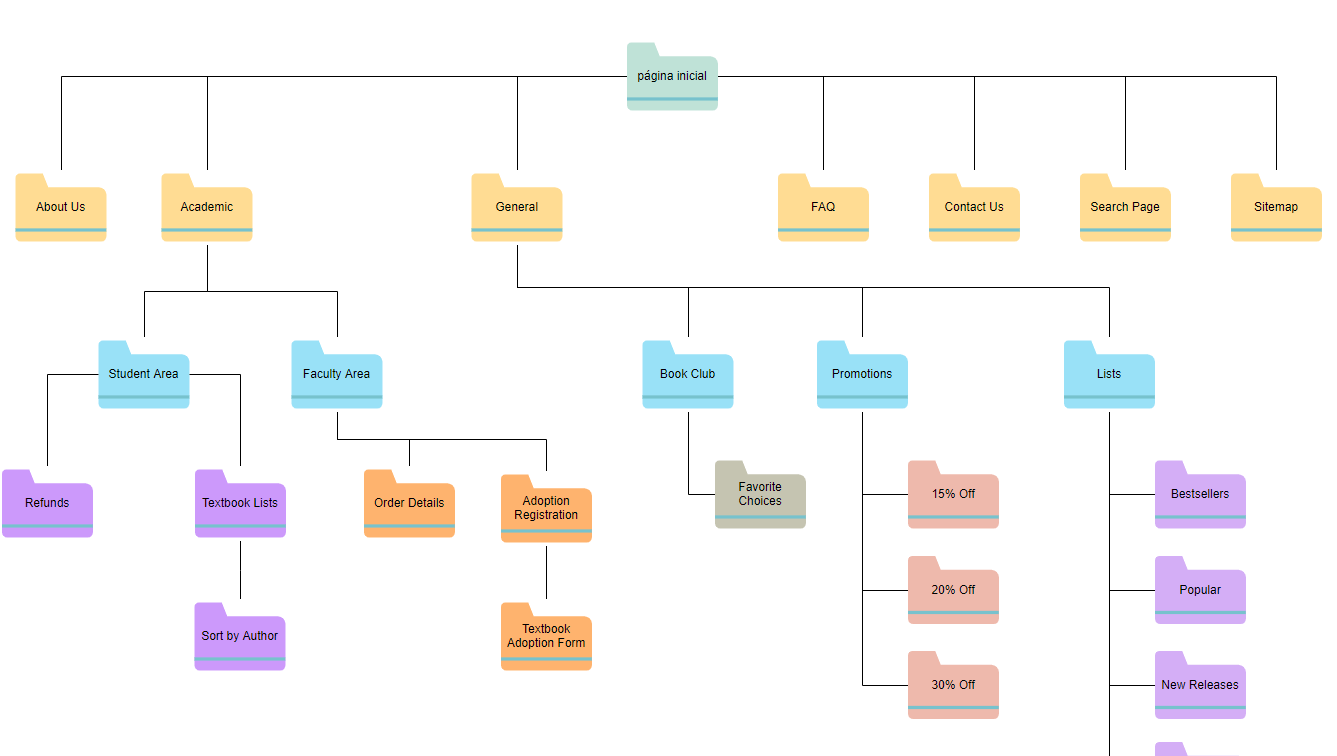 página inicial
About Us
Academic
General
FAQ
Contact Us
Search Page
Sitemap
Student Area
Faculty Area
Book Club
Promotions
Lists
Refunds
Textbook Lists
Order Details
Adoption
Registration
Favorite
Choices
15% Off
Bestsellers
20% Off
Popular
Sort by Author
Textbook
Adoption Form
30% Off
New Releases